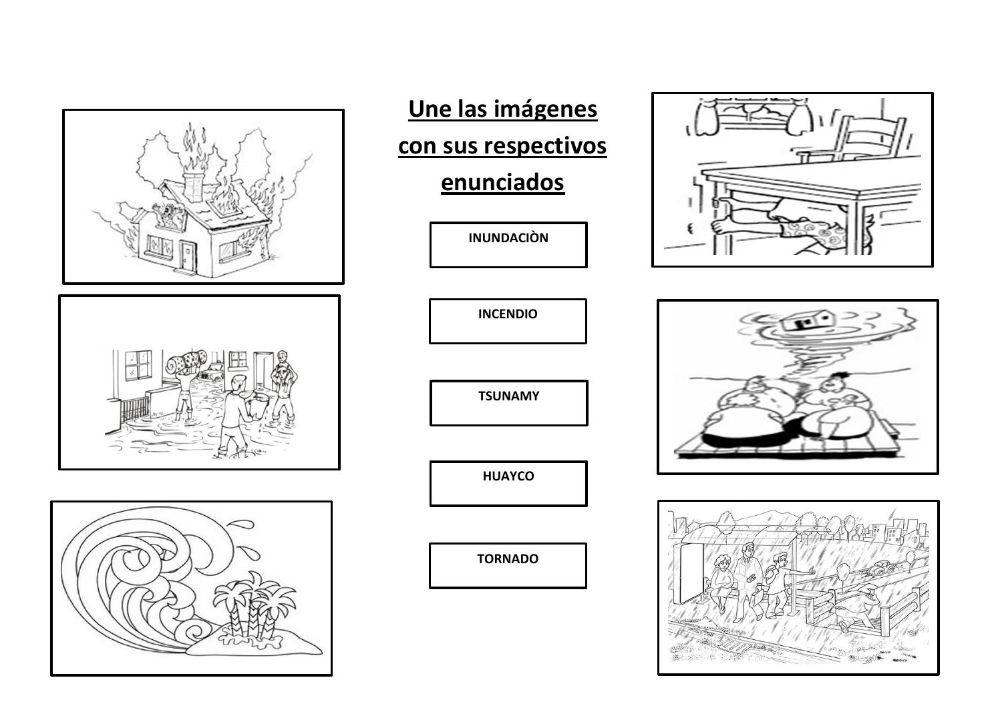 Une las imágenes
con sus respectivos
enunciados
INUNDACIÒN
INCENDIO
TSUNAMY
HUAYCO
TORNADO